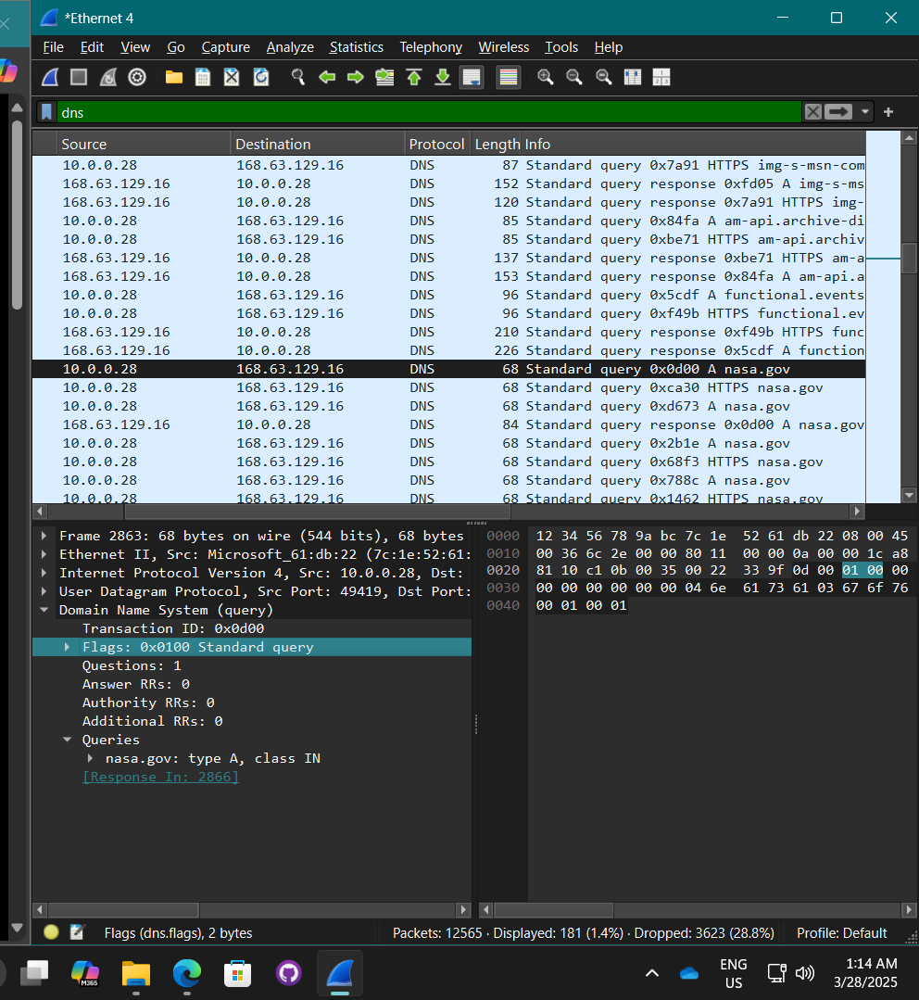 *Ethernet 4
File Edit View Go Capture Analyze Statistics Telephony Wireless Tools Help
dns
Source Destination Protocol Length Info
10.0.0.28 168.63.129.16 DNS 87 Standard query 0x7a91 HTTPS img-s-msn-com
168.63.129.16 10.0.0.28 DNS 152 Standard query response 0xfd05 A img-s-ms
168.63.129.16 10.0.0.28 DNS 120 Standard query response 0x7a91 HTTPS img-
10.0.0.28 168.63.129.16 DNS 85 Standard query 0x84fa A am-api.archive-di
10.0.0.28 168.63.129.16 DNS 85 Standard query 0xbe71 HTTPS am-api.archiv
168.63.129.16 10.0.0.28 DNS 137 Standard query response 0xbe71 HTTPS am-a
168.63.129.16 10.0.0.28 DNS 153 Standard query response 0x84fa A am-api.a
10.0.0.28 168.63.129.16 DNS 96 Standard query 0x5cdf A functional.events
10.0.0.28 168.63.129.16 DNS 96 Standard query 0xf49b HTTPS functional.ev
168.63.129.16 10.0.0.28 DNS 210 Standard query response 0xf49b HTTPS func
168.63.129.16 10.0.0.28 DNS 226 Standard query response 0x5cdf A function
10.0.0.28 168.63.129.16 DNS 68 Standard query 0x0d00 A nasa.gov
10.0.0.28 168.63.129.16 DNS 68 Standard query 0xca30 HTTPS nasa.gov
10.0.0.28 168.63.129.16 DNS 68 Standard query 0xd673 A nasa.gov
168.63.129.16 10.0.0.28 DNS 84 Standard query response 0x0d00 A nasa.gov
10.0.0.28 168.63.129.16 DNS 68 Standard query 0x2b1e A nasa.gov
10.0.0.28 168.63.129.16 DNS 68 Standard query 0x68f3 HTTPS nasa.gov
10.0.0.28 168.63.129.16 DNS 68 Standard query 0x788c A nasa.gov
10.0.0.28 168.63.129.16 DNS 68 Standard query 0x1462 HTTPS nasa.gov
Frame 2863: 68 bytes on wire (544 bits), 68 bytes
Ethernet II, Src: Microsoft_61:db:22 (7c:1e:52:61:
Internet Protocol Version 4, Src: 10.0.0.28, Dst:
User Datagram Protocol, Src Port: 49419, Dst Port:
Domain Name System (query)
Transaction ID: 0x0d00
Flags: 0x0100 Standard query
Questions: 1
Answer RRs: 0
Authority RRs: 0
Additional RRs: 0
Queries
nasa.gov: type A, class IN
[Response In: 2866]
0000 12 34 56 78 9a bc 7c 1e 52 61 db 22 08 00 45
0010 00 36 6c 2e 00 00 80 11 00 00 0a 00 00 1c a8
0020 81 10 c1 0b 00 35 00 22 33 9f 0d 00 01 00 00
0030 00 00 00 00 00 00 04 6e 61 73 61 03 67 6f 76
0040 00 01 00 01
Flags (dns.flags), 2 bytes
Packets: 12565 · Displayed: 181 (1.4%) · Dropped: 3623 (28.8%)
Profile: Default
M365
ENG
US
1:14 AM
3/28/2025